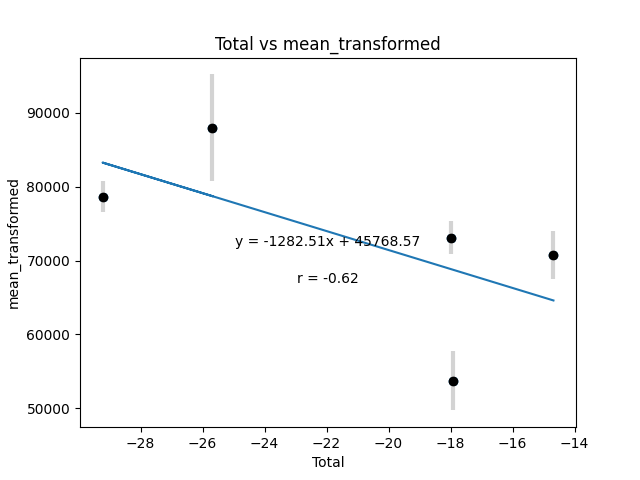 Total vs mean_transformed
mean_transformed
90000
80000
70000
60000
50000
y = -1282.51x + 45768.57
r = -0.62
−28
−26
−24
−22
−20
−18
−16
−14
Total